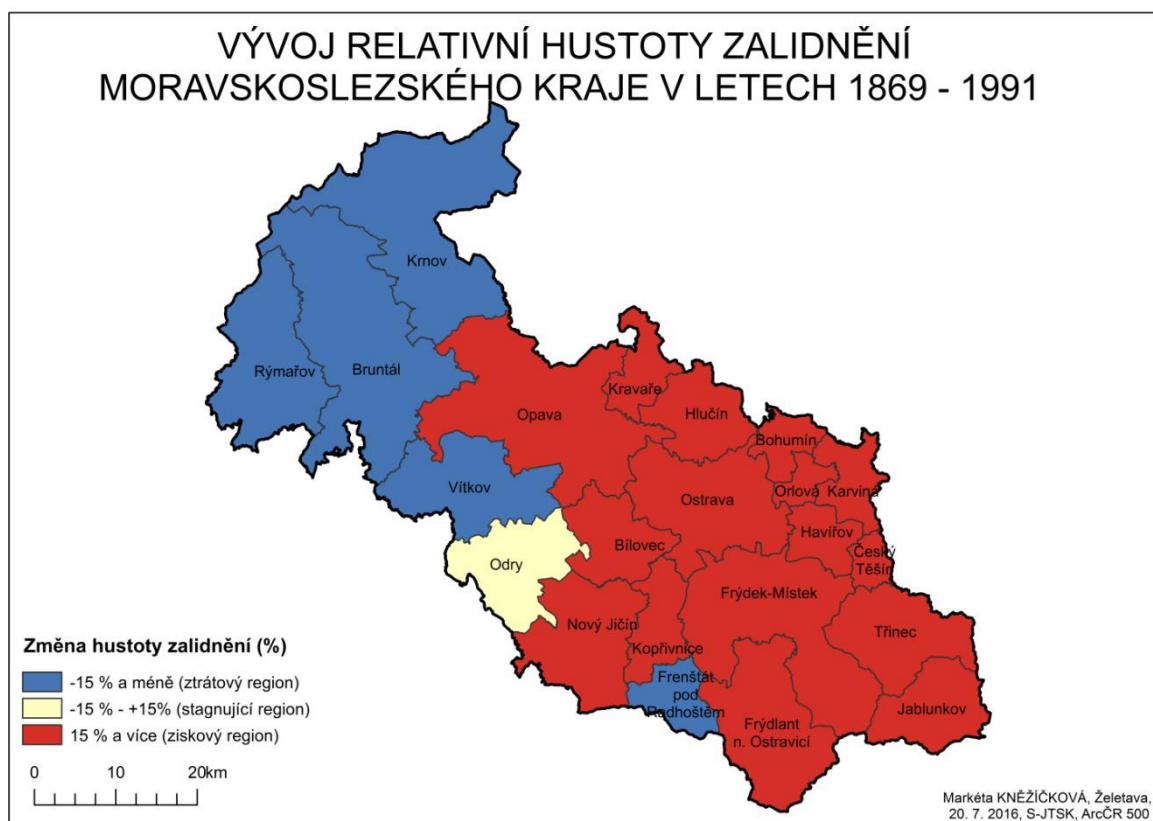 VÝVOJ RELATIVNÍ HUSTOTY ZALIDNĚNÍ
MORAVSKOSLEZSKÉHO KRAJE V LETECH 1869 - 1991
Krnov
Rýmařov
Bruntál
Opava
Kravaře
Hlučín
Bohumín
Orlová
Karviná
Vítkov
Ostrava
Havířov
Český
Těšín
Bílovec
Odry
Frýdek-Místek
Nový Jičín
Kopřivnice
Třinec
Frenštát
pod
Radhoštěm
Jablunkov
Frýdlant
n. Ostravicí
Změna hustoty zalidnění (%)
-15 % a méně (ztrátový region)
-15 % - +15% (stagnující region)
15 % a více (ziskový region)
0 10 20km
Markéta KNĚŽÍČKOVÁ, Želetava,
20. 7. 2016, S-JTSK, ArcČR 500